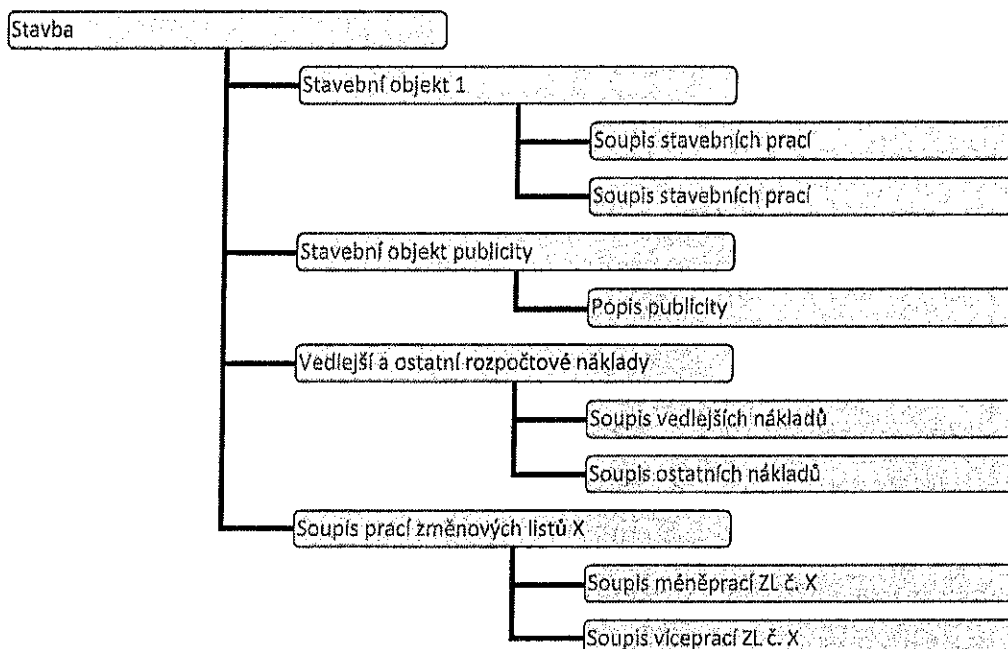 Stavba
Stavební objekt 1
Soupis stavebních prací
Soupis stavebních prací
Stavební objekt publicity
Popis publicity
Vedlejší a ostatní rozpočtové náklady
Soupis vedlejších nákladů
Soupis ostatních nákladů
Soupis prací změnových listů X
Soupis méněprací ZL č. X
Soupis víceprací ZL č. X